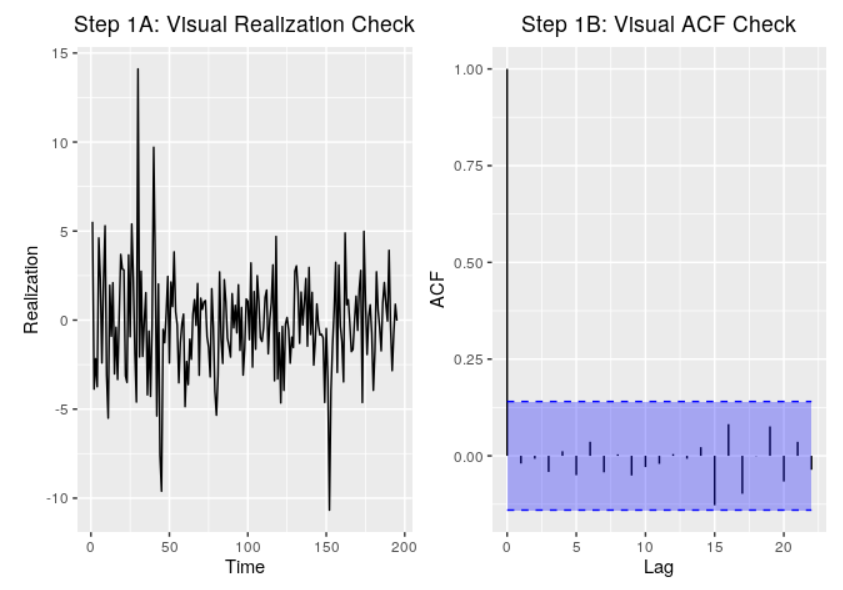 Step 1A: Visual Realization Check
Realization
15
10
5
0
-5
-10
0 50 100 150 200
Time
Step 1B: Visual ACF Check
ACF
1.00
0.75
0.50
0.25
0.00
0 5 10 15 20
Lag